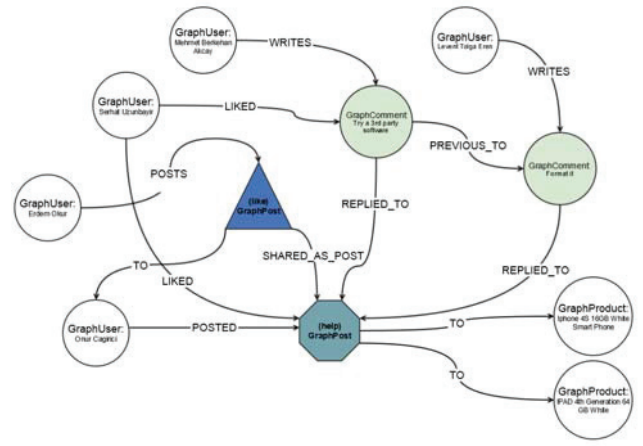 GraphUser:
Mehmet Berkehan
Akcay
WRITES
GraphUser:
Levent Tolga Eren
WRITES
GraphUser:
Serhat Uzunbayir
LIKED
GraphComment
Try a 3rd party
software
PREVIOUS_TO
GraphComment
Format it
POSTS
GraphUser:
Erdem Okur
(like)
GraphPost
REPLIED_TO
TO
SHARED_AS_POST
LIKED
REPLIED_TO
GraphUser:
Onur Cagirici
POSTED
(help)
GraphPost
TO
GraphProduct:
Iphone 4S 16GB White
Smart Phone
TO
GraphProduct:
IPAD 4th Generation 64
GB White